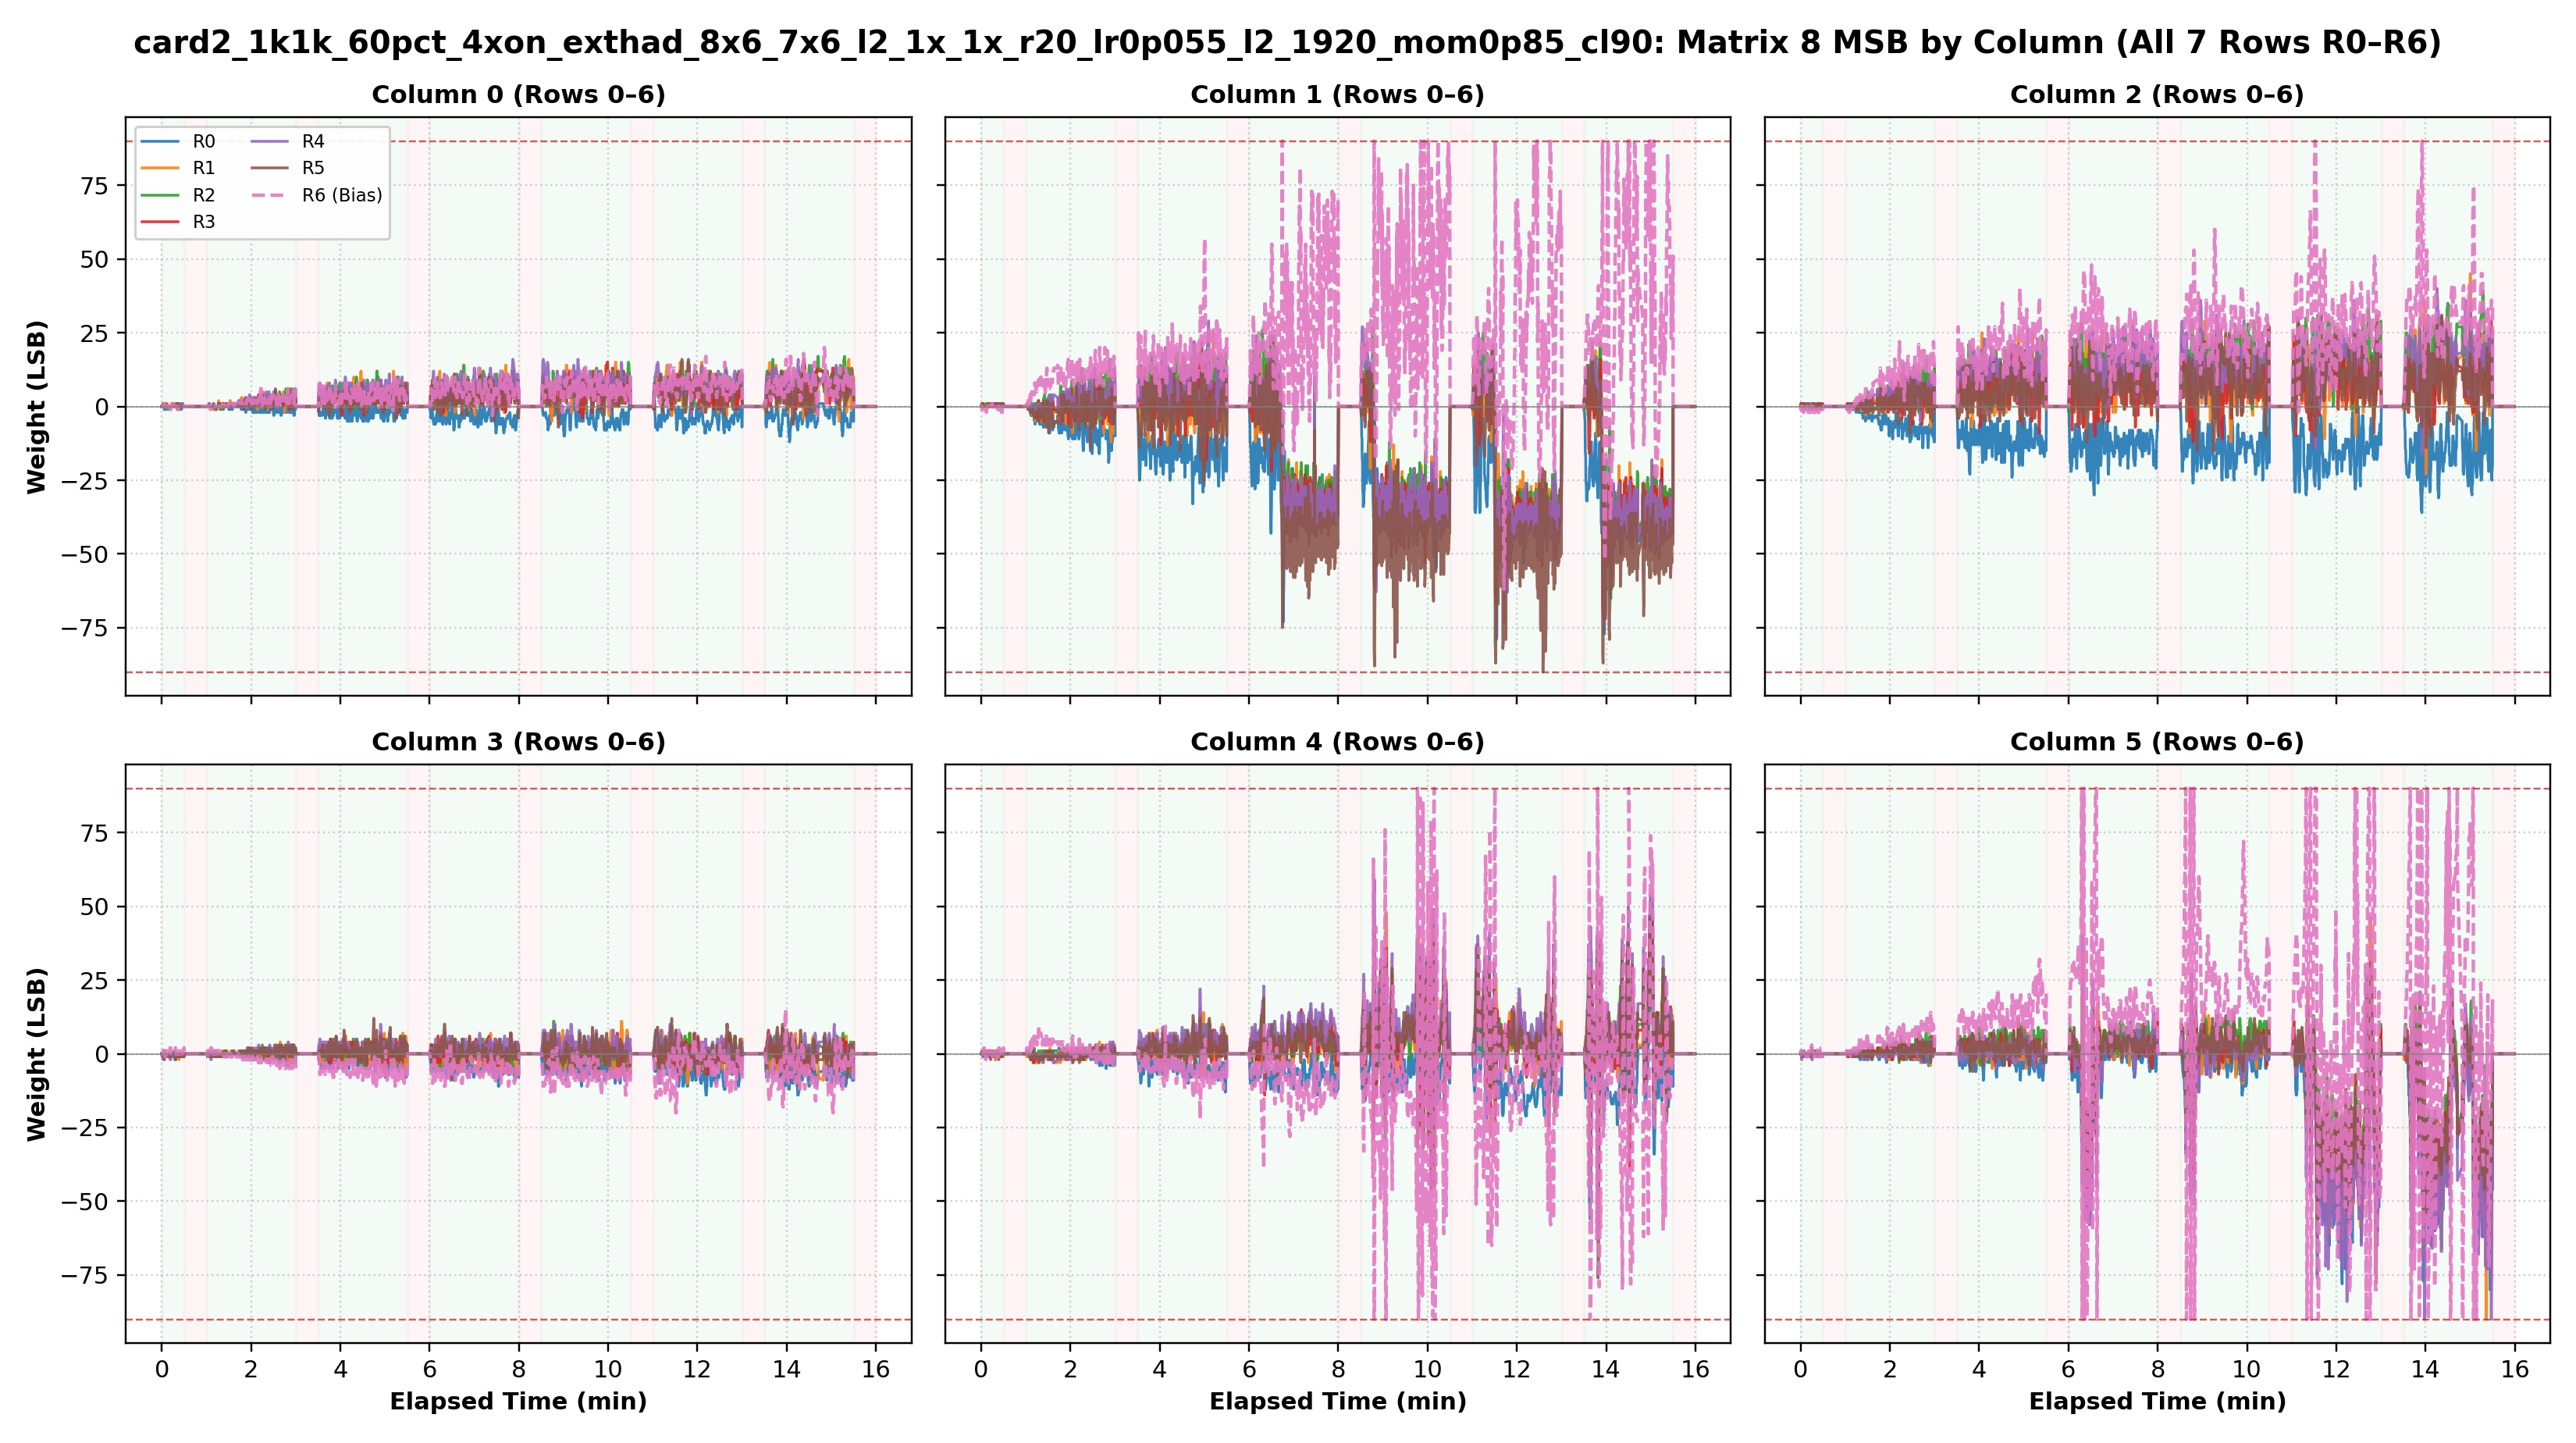 card2_1k1k_60pct_4xon_exthad_8x6_7x6_l2_1x_1x_r20_lr0p055_l2_1920_mom0p85_cl90: Matrix 8 MSB by Column (All 7 Rows R0–R6)
Column 0 (Rows 0–6)
Column 1 (Rows 0–6)
Column 2 (Rows 0–6)
R0
R1
R2
R3
R4
R5
R6 (Bias)
Weight (LSB)
75
50
25
0
−25
−50
−75
Column 3 (Rows 0–6)
Column 4 (Rows 0–6)
Column 5 (Rows 0–6)
Weight (LSB)
75
50
25
0
−25
−50
−75
0 2 4 6 8 10 12 14 16
0 2 4 6 8 10 12 14 16
0 2 4 6 8 10 12 14 16
Elapsed Time (min)
Elapsed Time (min)
Elapsed Time (min)